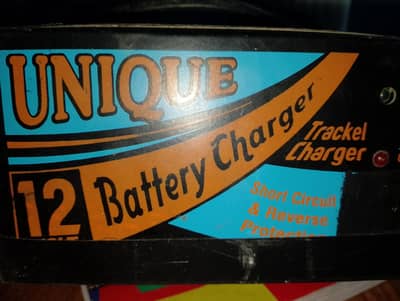 UNIQUE
Battery Charger
Trackel
Charger
12
Short Circuit
& Reverse